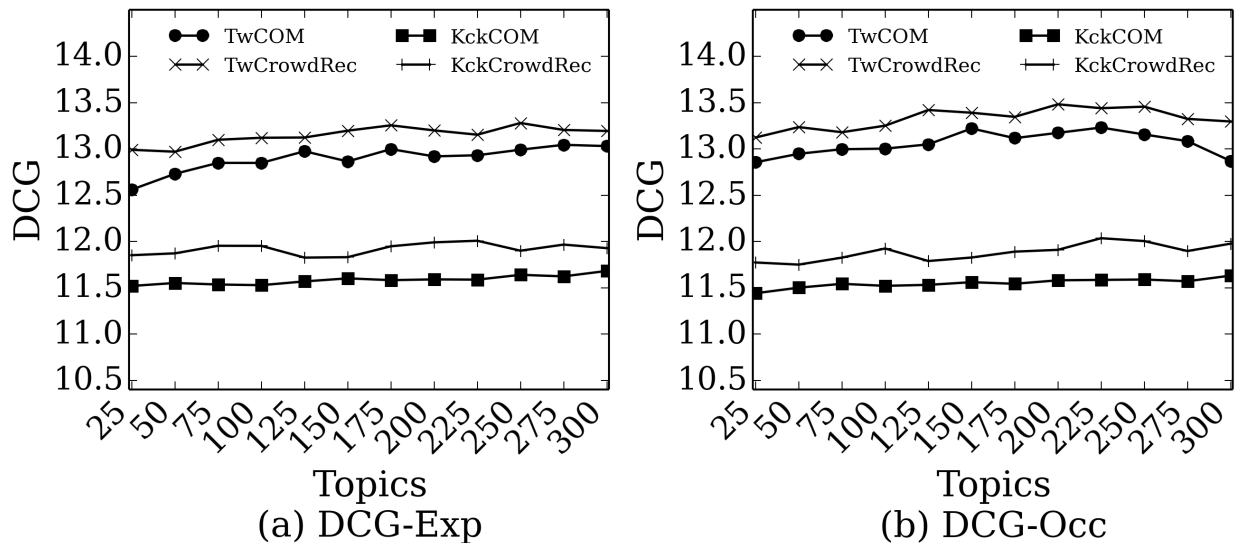 TwCOM KckCOM
TwCrowdRec KckCrowdRec
14.0
13.5
13.0
12.5
12.0
11.5
11.0
10.5
DCG
25 50 75 100 125 150 175 200 225 250 275 300
Topics
(a) DCG-Exp
TwCOM KckCOM
TwCrowdRec KckCrowdRec
14.0
13.5
13.0
12.5
12.0
11.5
11.0
10.5
DCG
25 50 75 100 125 150 175 200 225 250 275 300
Topics
(b) DCG-Occ